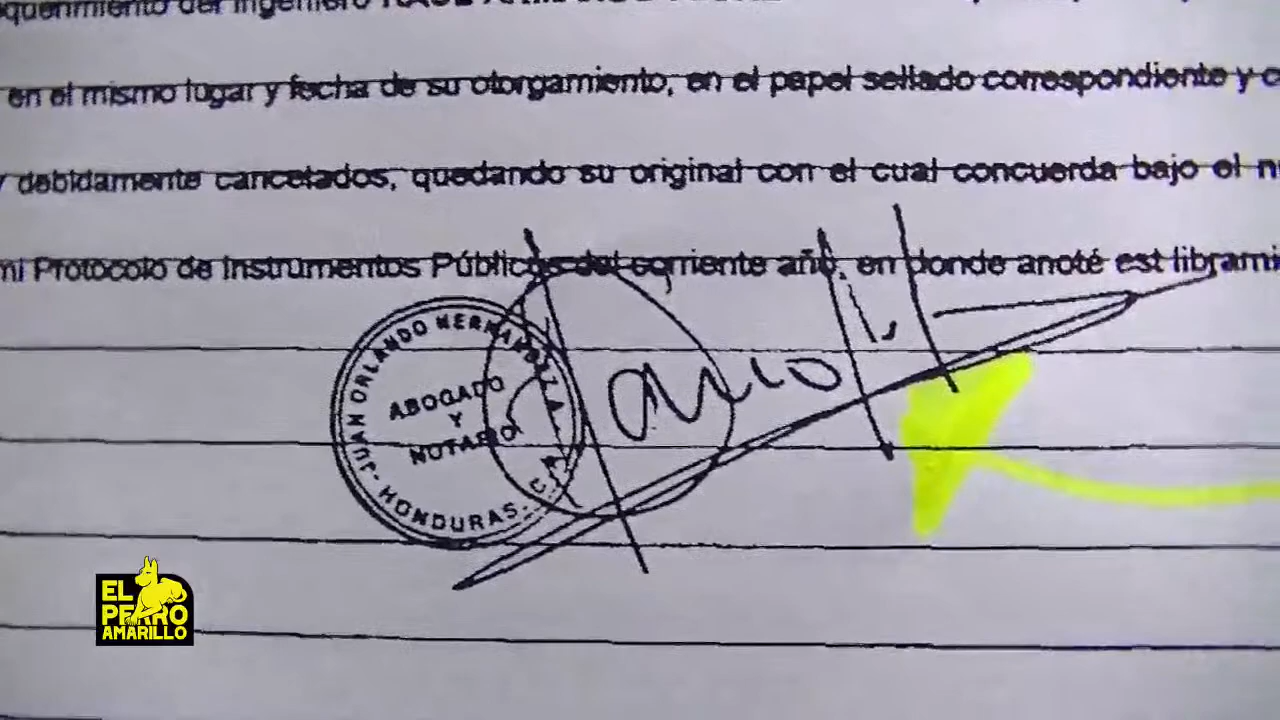 en el mismo lugar y fecha de su otorgamiento, en el papel sellado correspondiente y
debidamente cancelados, quedando su original con el cual concuerda bajo el
mi Protocolo de Instrumentos Públicos del corriente año, en donde anoté est
JUAN ORLANDO HERNANDEZ A.
ABOGADO
Y
NOTARIO
HONDURAS, C.A.
EL
PERRO
AMARILLO